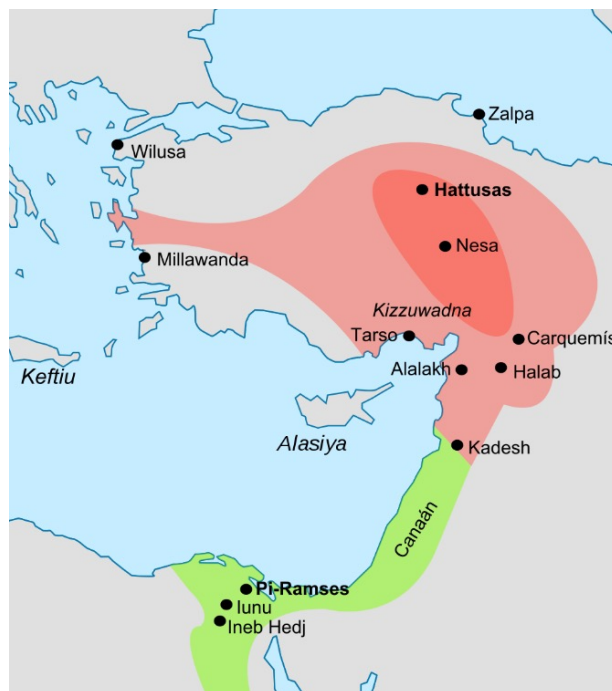 Zalpa
Wilusa
Hattusas
Nesa
Millawanda
Kizzuwadna
Tarso
Carquemís
Keftiu
Alalakh
Halab
Alasiya
Kadesh
Canaán
Pi-Ramses
Iunu
Ineb Hedj